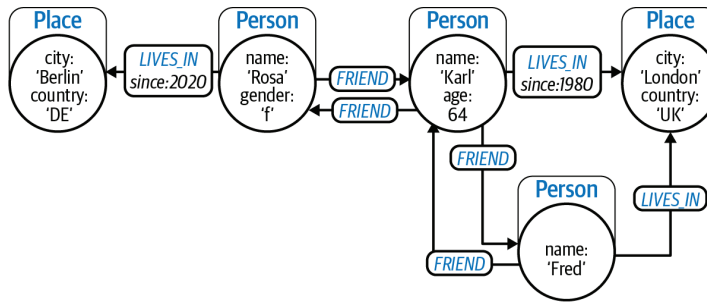 Place
Person
Person
Place
city:
'Berlin'
country:
'DE'
LIVES_IN
since:2020
name:
'Rosa'
gender:
'f'
FRIEND
FRIEND
name:
'Karl'
age:
64
LIVES_IN
since:1980
city:
'London'
country:
'UK'
FRIEND
Person
LIVES_IN
name:
'Fred'
FRIEND